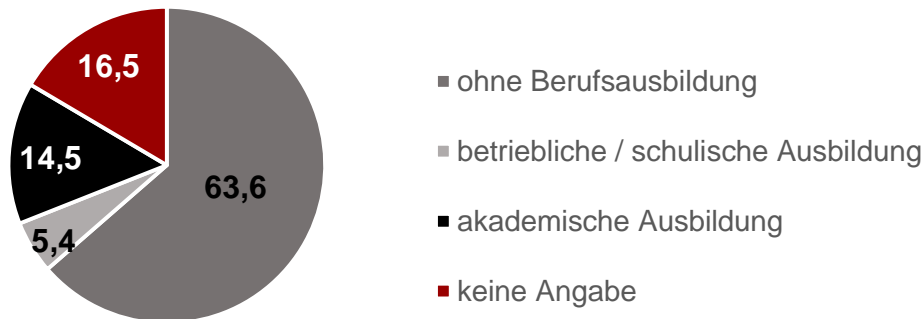 16,5
14,5
63,6
5,4
ohne Berufsausbildung
betriebliche / schulische Ausbildung
akademische Ausbildung
keine Angabe